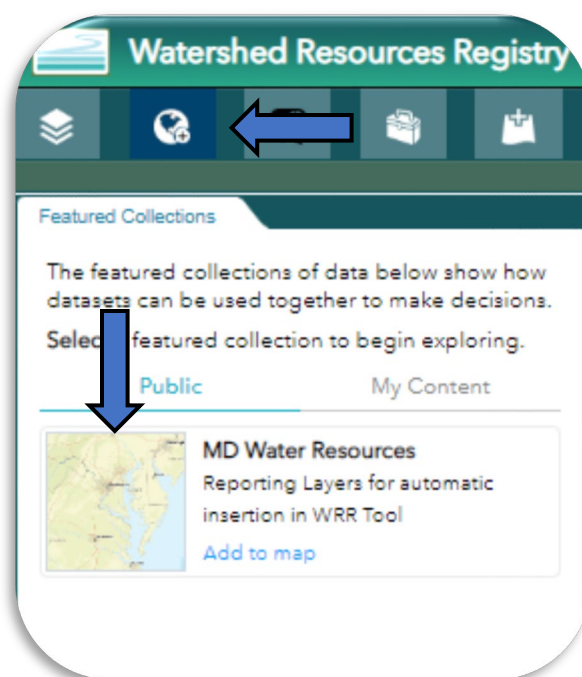 Watershed Resources Registry
Featured Collections
The featured collections of data below show how
datasets can be used together to make decisions.
Select featured collection to begin exploring.
Public My Content
MD Water Resources
Reporting Layers for automatic
insertion in WRR Tool
Add to map